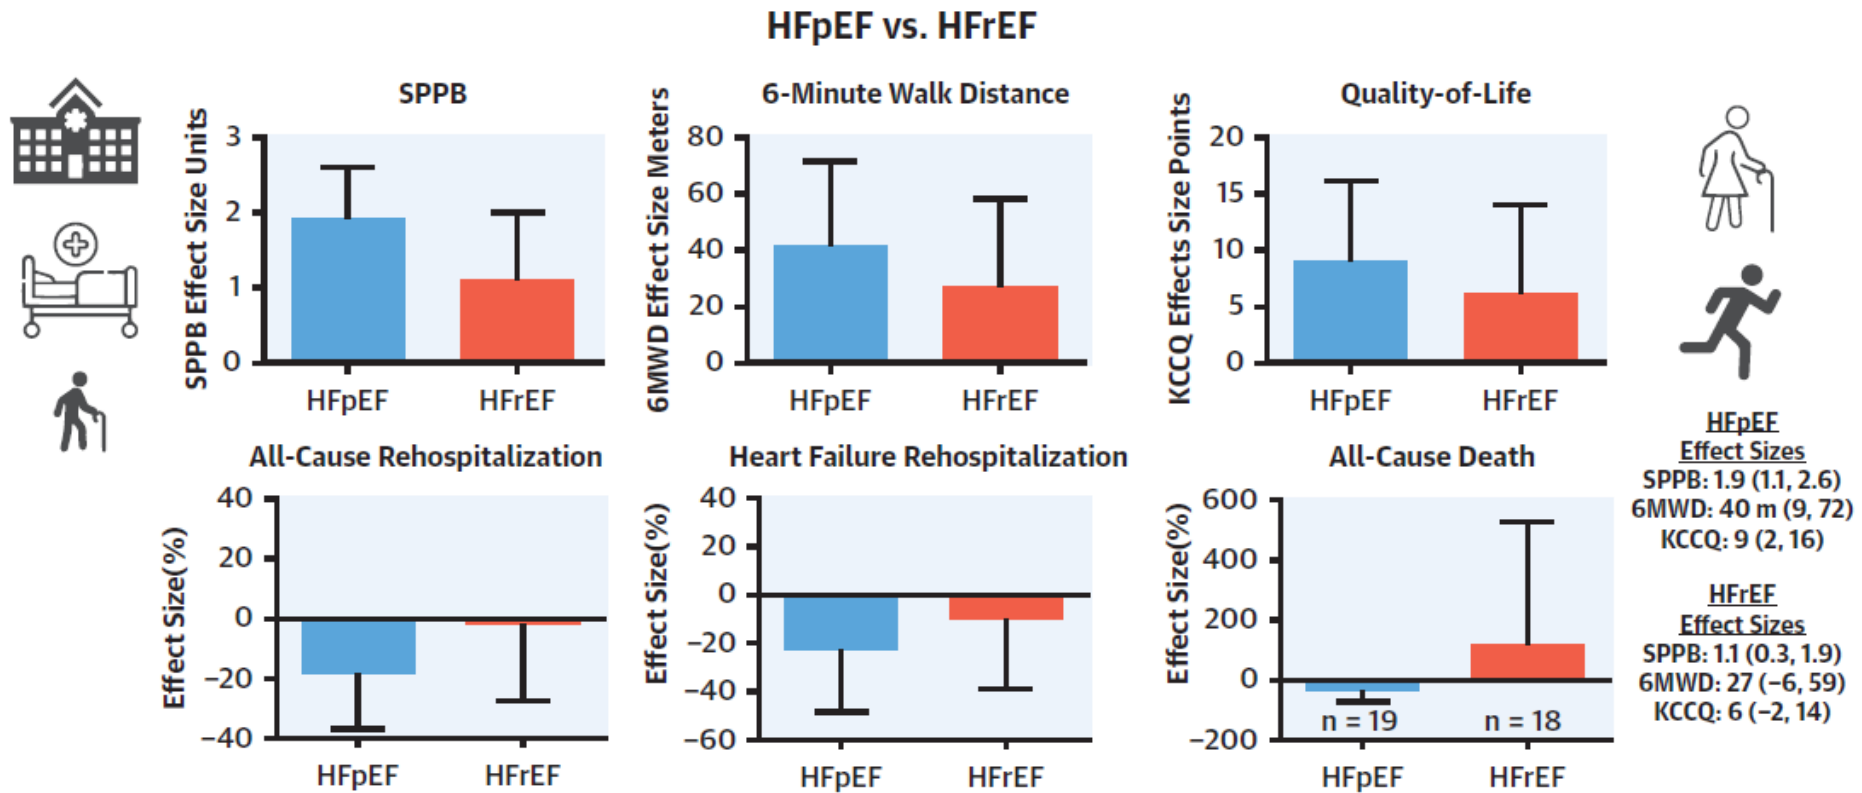 HFpEF vs. HFrEF
SPPB
SPPB Effect Size Units
3
2
1
0
HFpEF
HFrEF
6-Minute Walk Distance
6MWD Effect Size Meters
80
60
40
20
0
HFpEF
HFrEF
Quality-of-Life
KCCQ Effects Size Points
20
15
10
5
0
HFpEF
HFrEF
All-Cause Rehospitalization
Effect Size(%)
40
20
0
−20
−40
HFpEF
HFrEF
Heart Failure Rehospitalization
Effect Size(%)
40
20
0
−20
−40
−60
HFpEF
HFrEF
All-Cause Death
Effect Size(%)
600
400
200
0
−200
n = 19
n = 18
HFpEF
HFrEF
HFpEF
Effect Sizes
SPPB: 1.9 (1.1, 2.6)
6MWD: 40 m (9, 72)
KCCQ: 9 (2, 16)
HFrEF
Effect Sizes
SPPB: 1.1 (0.3, 1.9)
6MWD: 27 (−6, 59)
KCCQ: 6 (−2, 14)